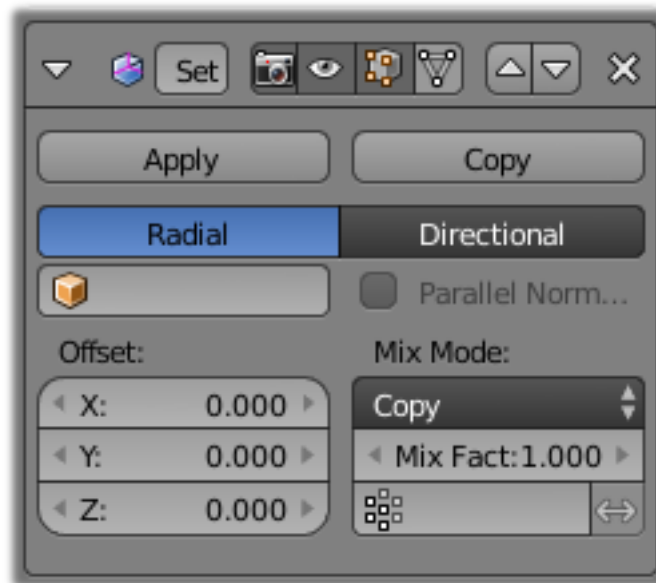 Set
Apply Copy
Radial Directional
Parallel Norm...
Offset: Mix Mode:
X: 0.000 Copy
Y: 0.000 Mix Fact:1.000
Z: 0.000